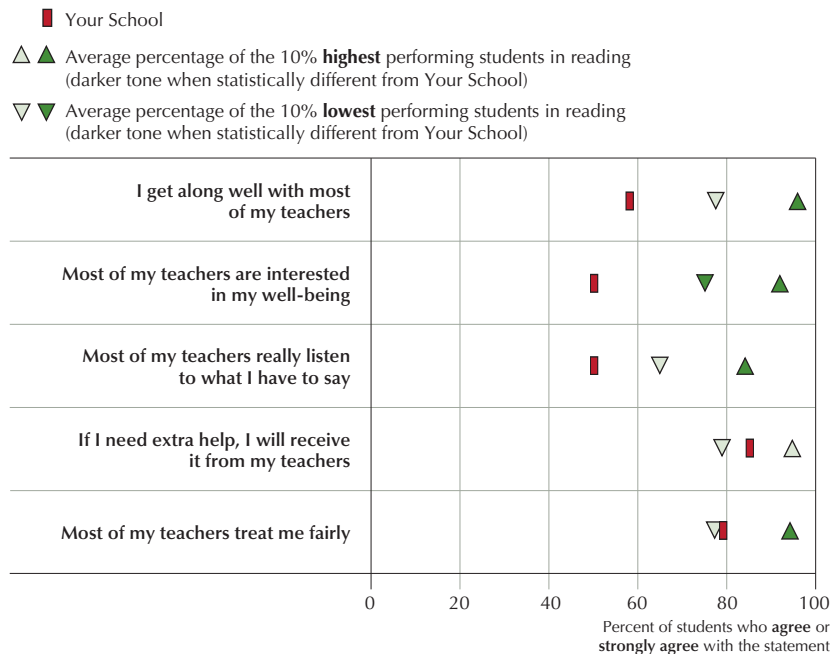 Your School
Average percentage of the 10% highest performing students in reading
(darker tone when statistically different from Your School)
Average percentage of the 10% lowest performing students in reading
(darker tone when statistically different from Your School)
I get along well with most
of my teachers
Most of my teachers are interested
in my well-being
Most of my teachers really listen
to what I have to say
If I need extra help, I will receive
it from my teachers
Most of my teachers treat me fairly
0 20 40 60 80 100
Percent of students who agree or
strongly agree with the statement